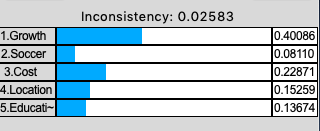 Inconsistency: 0.02583
1.Growth 0.40086
2.Soccer 0.08110
3.Cost 0.22871
4.Location 0.15259
5.Educati~ 0.13674